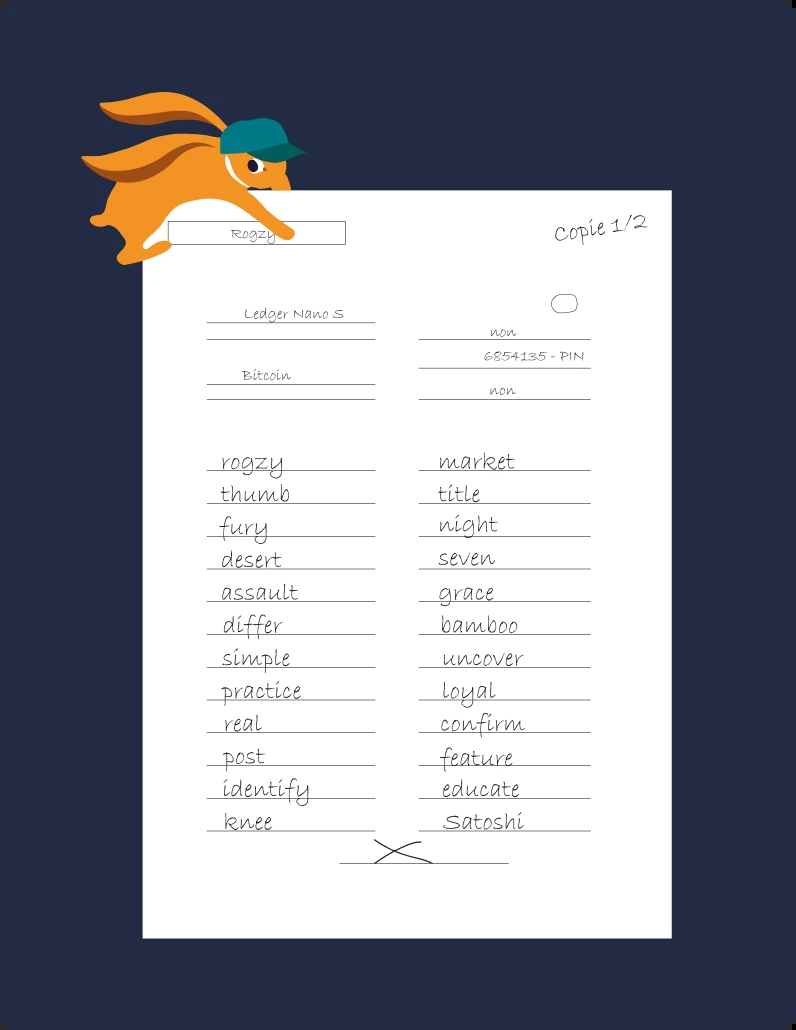 Rogzy
Copie 1/2
Ledger Nano S
non
6854135 - PIN
Bitcoin
non
rogzy
thumb
fury
desert
assault
differ
simple
practice
real
post
identify
knee
market
title
night
seven
grace
bamboo
uncover
loyal
confirm
feature
educate
Satoshi